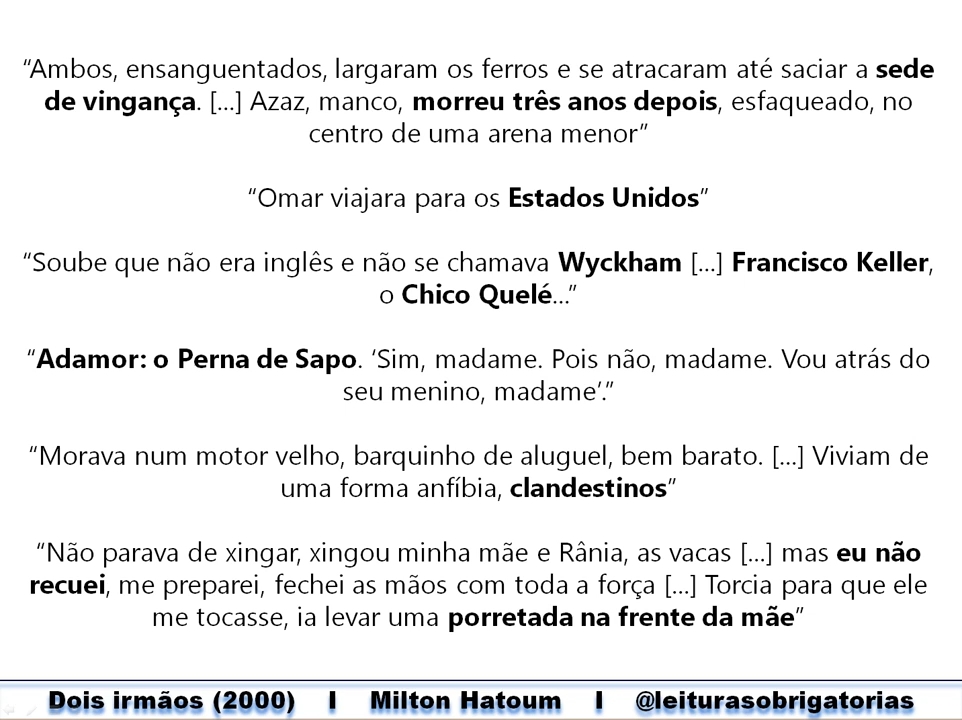 “Ambos, ensanguentados, largaram os ferros e se atracaram até saciar a sede
de vingança. [...] Azaz, manco, morreu três anos depois, esfaqueado, no
centro de uma arena menor”
“Omar viajara para os Estados Unidos”
“Soube que não era inglês e não se chamava Wyckham [...] Francisco Keller,
o Chico Quelé...”
“Adamor: o Perna de Sapo. ‘Sim, madame. Pois não, madame. Vou atrás do
seu menino, madame’.”
“Morava num motor velho, barquinho de aluguel, bem barato. [...] Viviam de
uma forma anfíbia, clandestinos”
“Não parava de xingar, xingou minha mãe e Rânia, as vacas [...] mas eu não
recuei, me preparei, fechei as mãos com toda a força [...] Torcia para que ele
me tocasse, ia levar uma porretada na frente da mãe”
Dois irmãos (2000) I Milton Hatoum I @leiturasobrigatorias